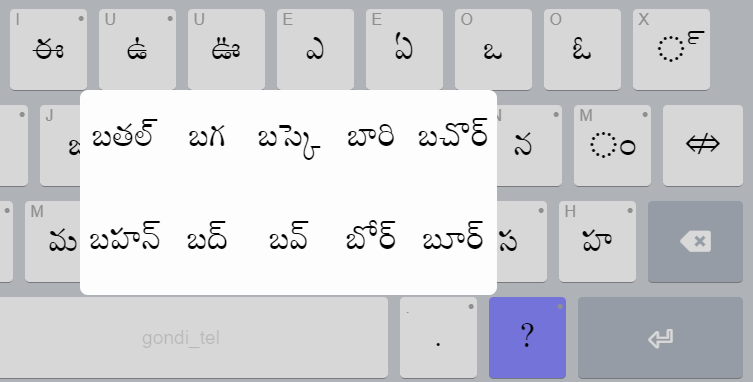 I ఈ U ఉ U ఊ E ఎ E ఏ O ఒ O ఓ X
J N న M ం
బతల్ బగ బస్కె బారి బచొర్
M మ స H హ
బహన్ బద్ బవ్ బోర్ బూర్
gondi_tel . ?